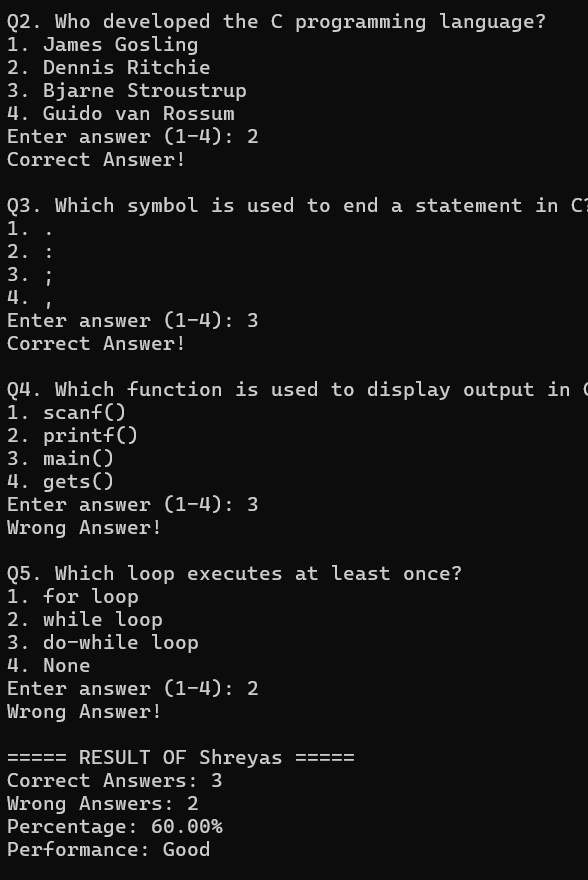 Q2. Who developed the C programming language?
1. James Gosling
2. Dennis Ritchie
3. Bjarne Stroustrup
4. Guido van Rossum
Enter answer (1-4): 2
Correct Answer!
Q3. Which symbol is used to end a statement in C?
1. .
2. :
3. ;
4. ,
Enter answer (1-4): 3
Correct Answer!
Q4. Which function is used to display output in C
1. scanf()
2. printf()
3. main()
4. gets()
Enter answer (1-4): 3
Wrong Answer!
Q5. Which loop executes at least once?
1. for loop
2. while loop
3. do-while loop
4. None
Enter answer (1-4): 2
Wrong Answer!
===== RESULT OF Shreyas =====
Correct Answers: 3
Wrong Answers: 2
Percentage: 60.00%
Performance: Good